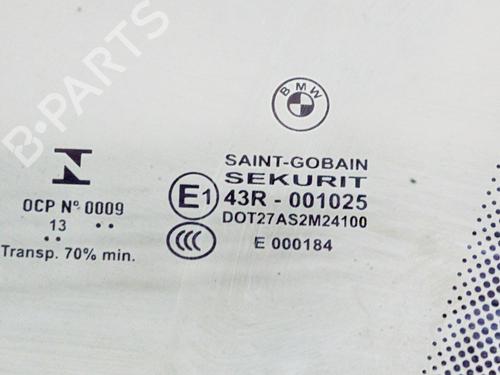 B-PARTS
BMW
SAINT-GOBAIN
SEKURIT
E1 43R - 001025
DOT27AS2M24100
CCC
E 000184
OCP Nº 0009
13
Transp. 70% min.